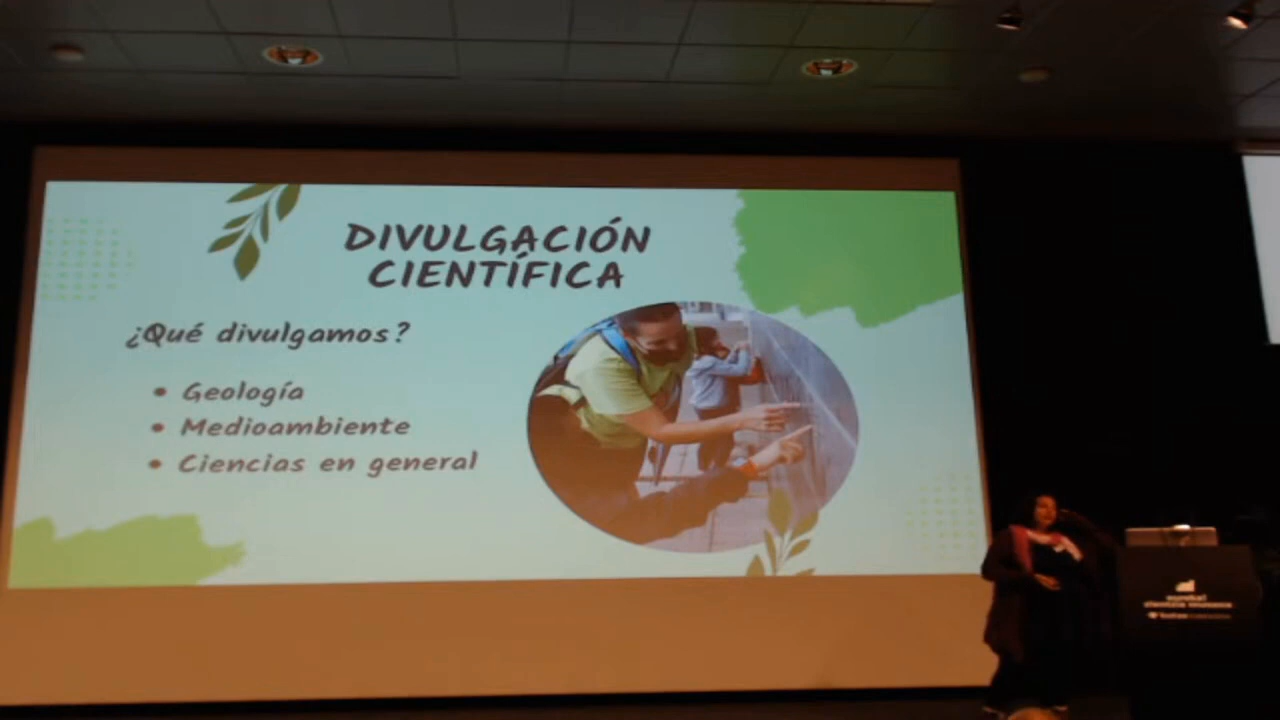 DIVULGACIÓN
CIENTÍFICA
¿Qué divulgamos?
• Geología
• Medioambiente
• Ciencias en general